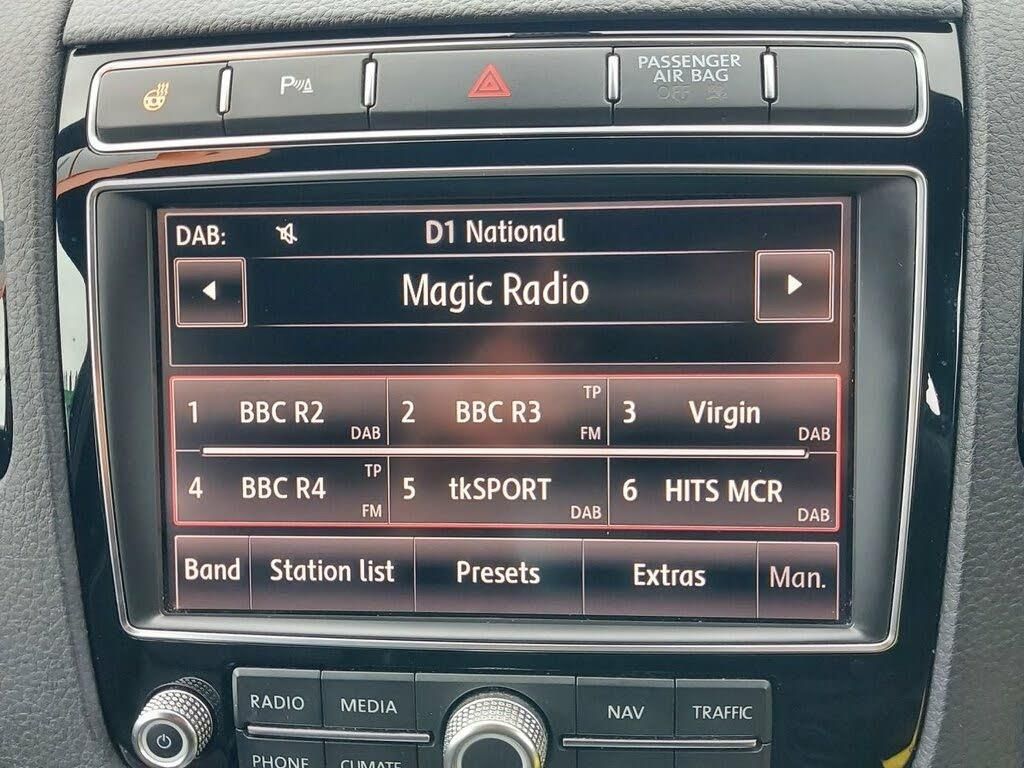 P
PASSENGER
AIR BAG
OFF
DAB: D1 National
Magic Radio
1 BBC R2 DAB
2 BBC R3 TP FM
3 Virgin DAB
4 BBC R4 TP FM
5 tkSPORT DAB
6 HITS MCR DAB
Band Station list Presets Extras Man.
RADIO MEDIA NAV TRAFFIC
PHONE CLIMATE